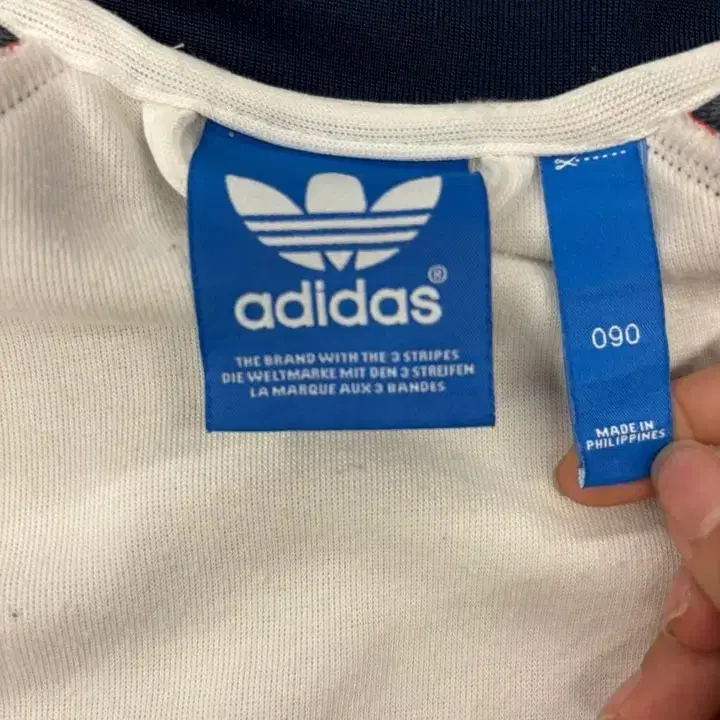 adidas®
THE BRAND WITH THE 3 STRIPES
DIE WELTMARKE MIT DEN 3 STREIFEN
LA MARQUE AUX 3 BANDES
090
MADE IN
PHILIPPINES